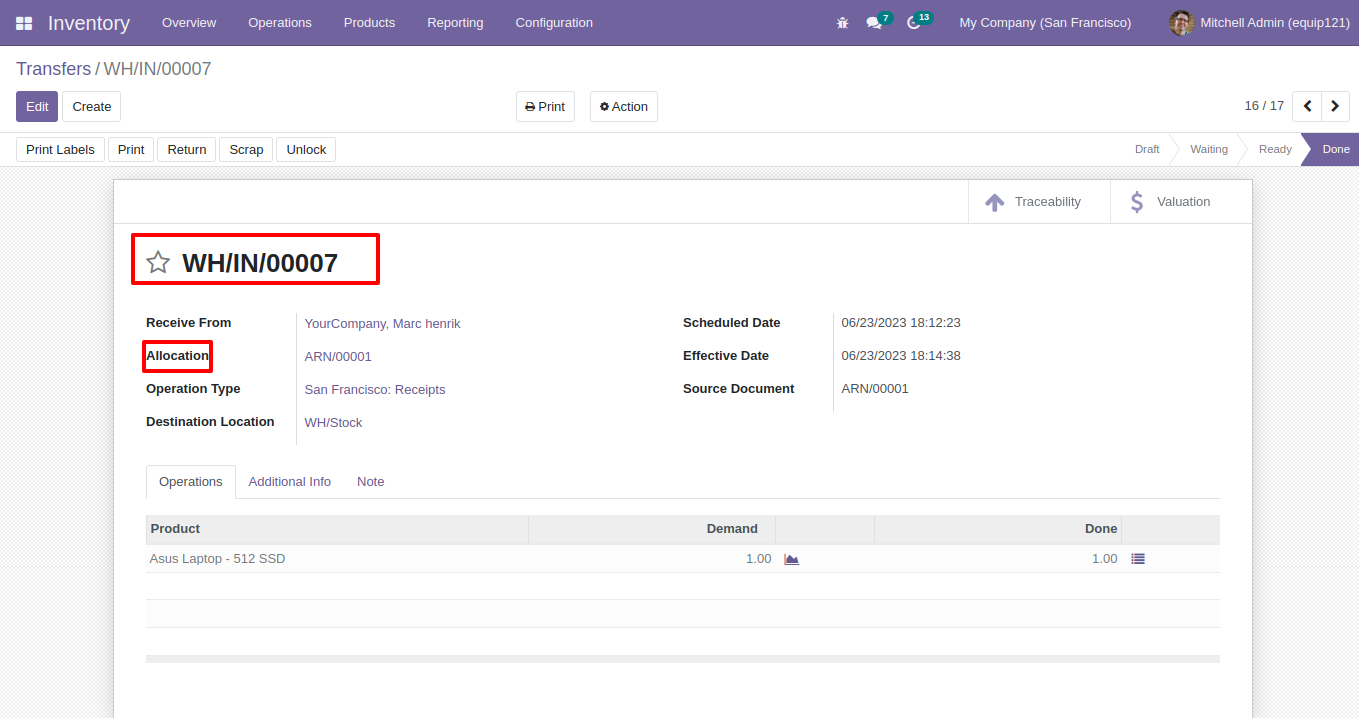 Inventory Overview Operations Products Reporting Configuration 7 13 My Company (San Francisco) Mitchell Admin (equip121)
Transfers / WH/IN/00007
Edit Create Print Action 16 / 17
Print Labels Print Return Scrap Unlock Draft Waiting Ready Done
Traceability $ Valuation
WH/IN/00007
Receive From YourCompany, Marc henrik Scheduled Date 06/23/2023 18:12:23
Allocation ARN/00001 Effective Date 06/23/2023 18:14:38
Operation Type San Francisco: Receipts Source Document ARN/00001
Destination Location WH/Stock
Operations Additional Info Note
Product Demand Done
Asus Laptop - 512 SSD 1.00 1.00